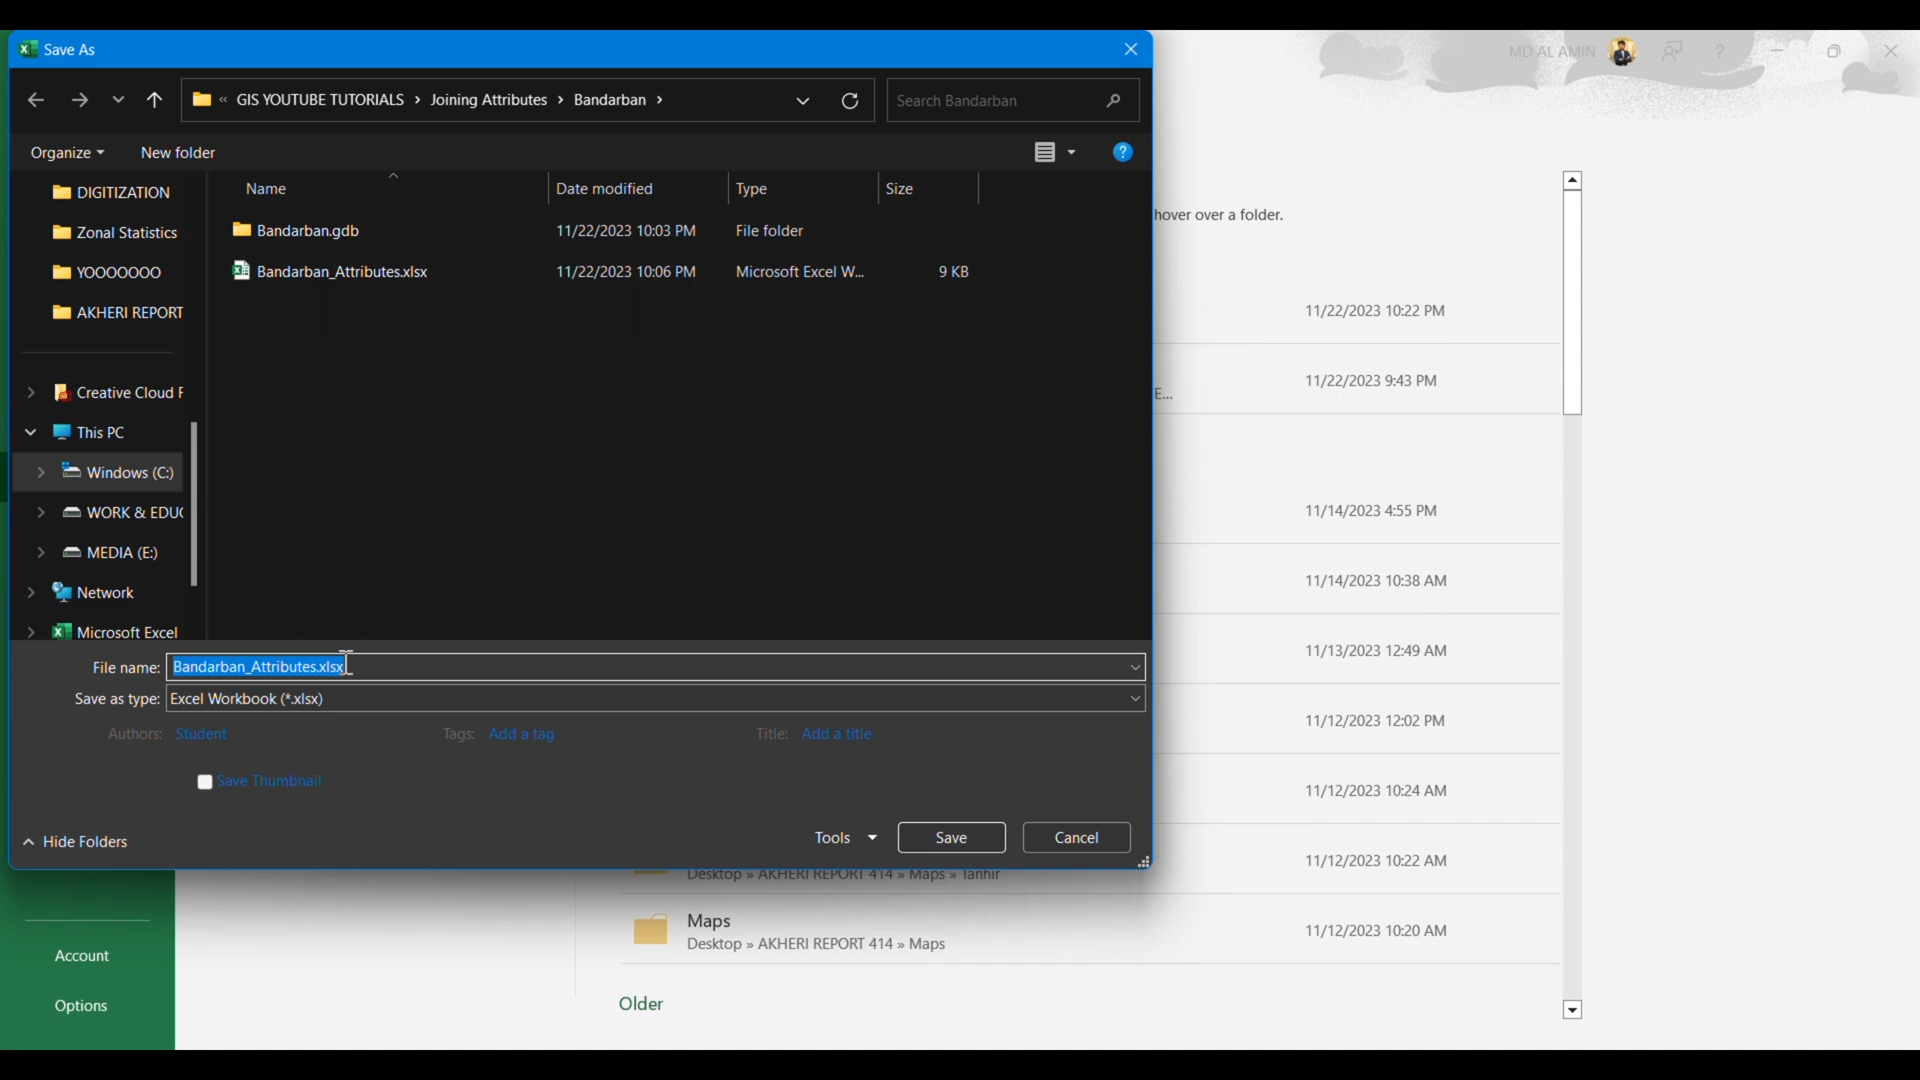 Save As
MD AL AMIN
?
« GIS YOUTUBE TUTORIALS › Joining Attributes › Bandarban ›
Search Bandarban
Organize
New folder
?
Name
Date modified
Type
Size
DIGITIZATION
Zonal Statistics
YOOOOOOO
AKHERI REPORT
Creative Cloud F
This PC
Windows (C:)
WORK & EDUC
MEDIA (E:)
Network
Microsoft Excel
Bandarban.gdb
11/22/2023 10:03 PM
File folder
Bandarban_Attributes.xlsx
11/22/2023 10:06 PM
Microsoft Excel W...
9 KB
hover over a folder.
11/22/2023 10:22 PM
E...
11/22/2023 9:43 PM
11/14/2023 4:55 PM
11/14/2023 10:38 AM
11/13/2023 12:49 AM
11/12/2023 12:02 PM
11/12/2023 10:24 AM
11/12/2023 10:22 AM
File name: Bandarban_Attributes.xlsx
Save as type: Excel Workbook (*.xlsx)
Authors: Student
Tags: Add a tag
Title: Add a title
Save Thumbnail
Hide Folders
Tools
Save
Cancel
Desktop » AKHERI REPORT 414 » Maps » Tanhir
Maps
Desktop » AKHERI REPORT 414 » Maps
11/12/2023 10:20 AM
Older
Account
Options